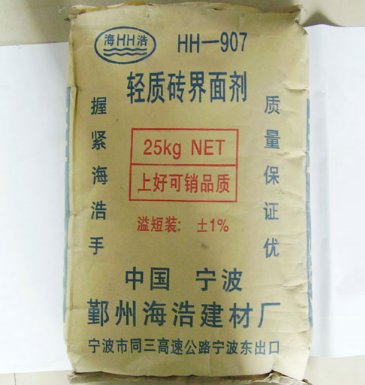 海HH浩
HH—907
轻质砖界面剂
握紧海浩手
质量保证优
25kg NET
上好可销品质
溢短装: ±1%
中国 宁波
鄞州海浩建材厂
宁波市同三高速公路宁波东出口